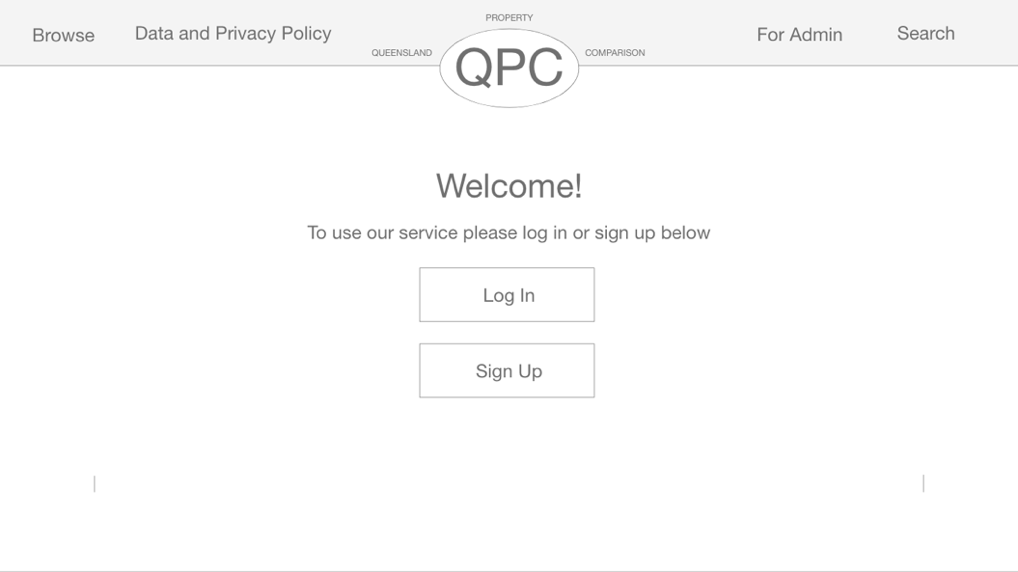 Browse
Data and Privacy Policy
PROPERTY
QUEENSLAND
QPC
COMPARISON
For Admin
Search
Welcome!
To use our service please log in or sign up below
Log In
Sign Up